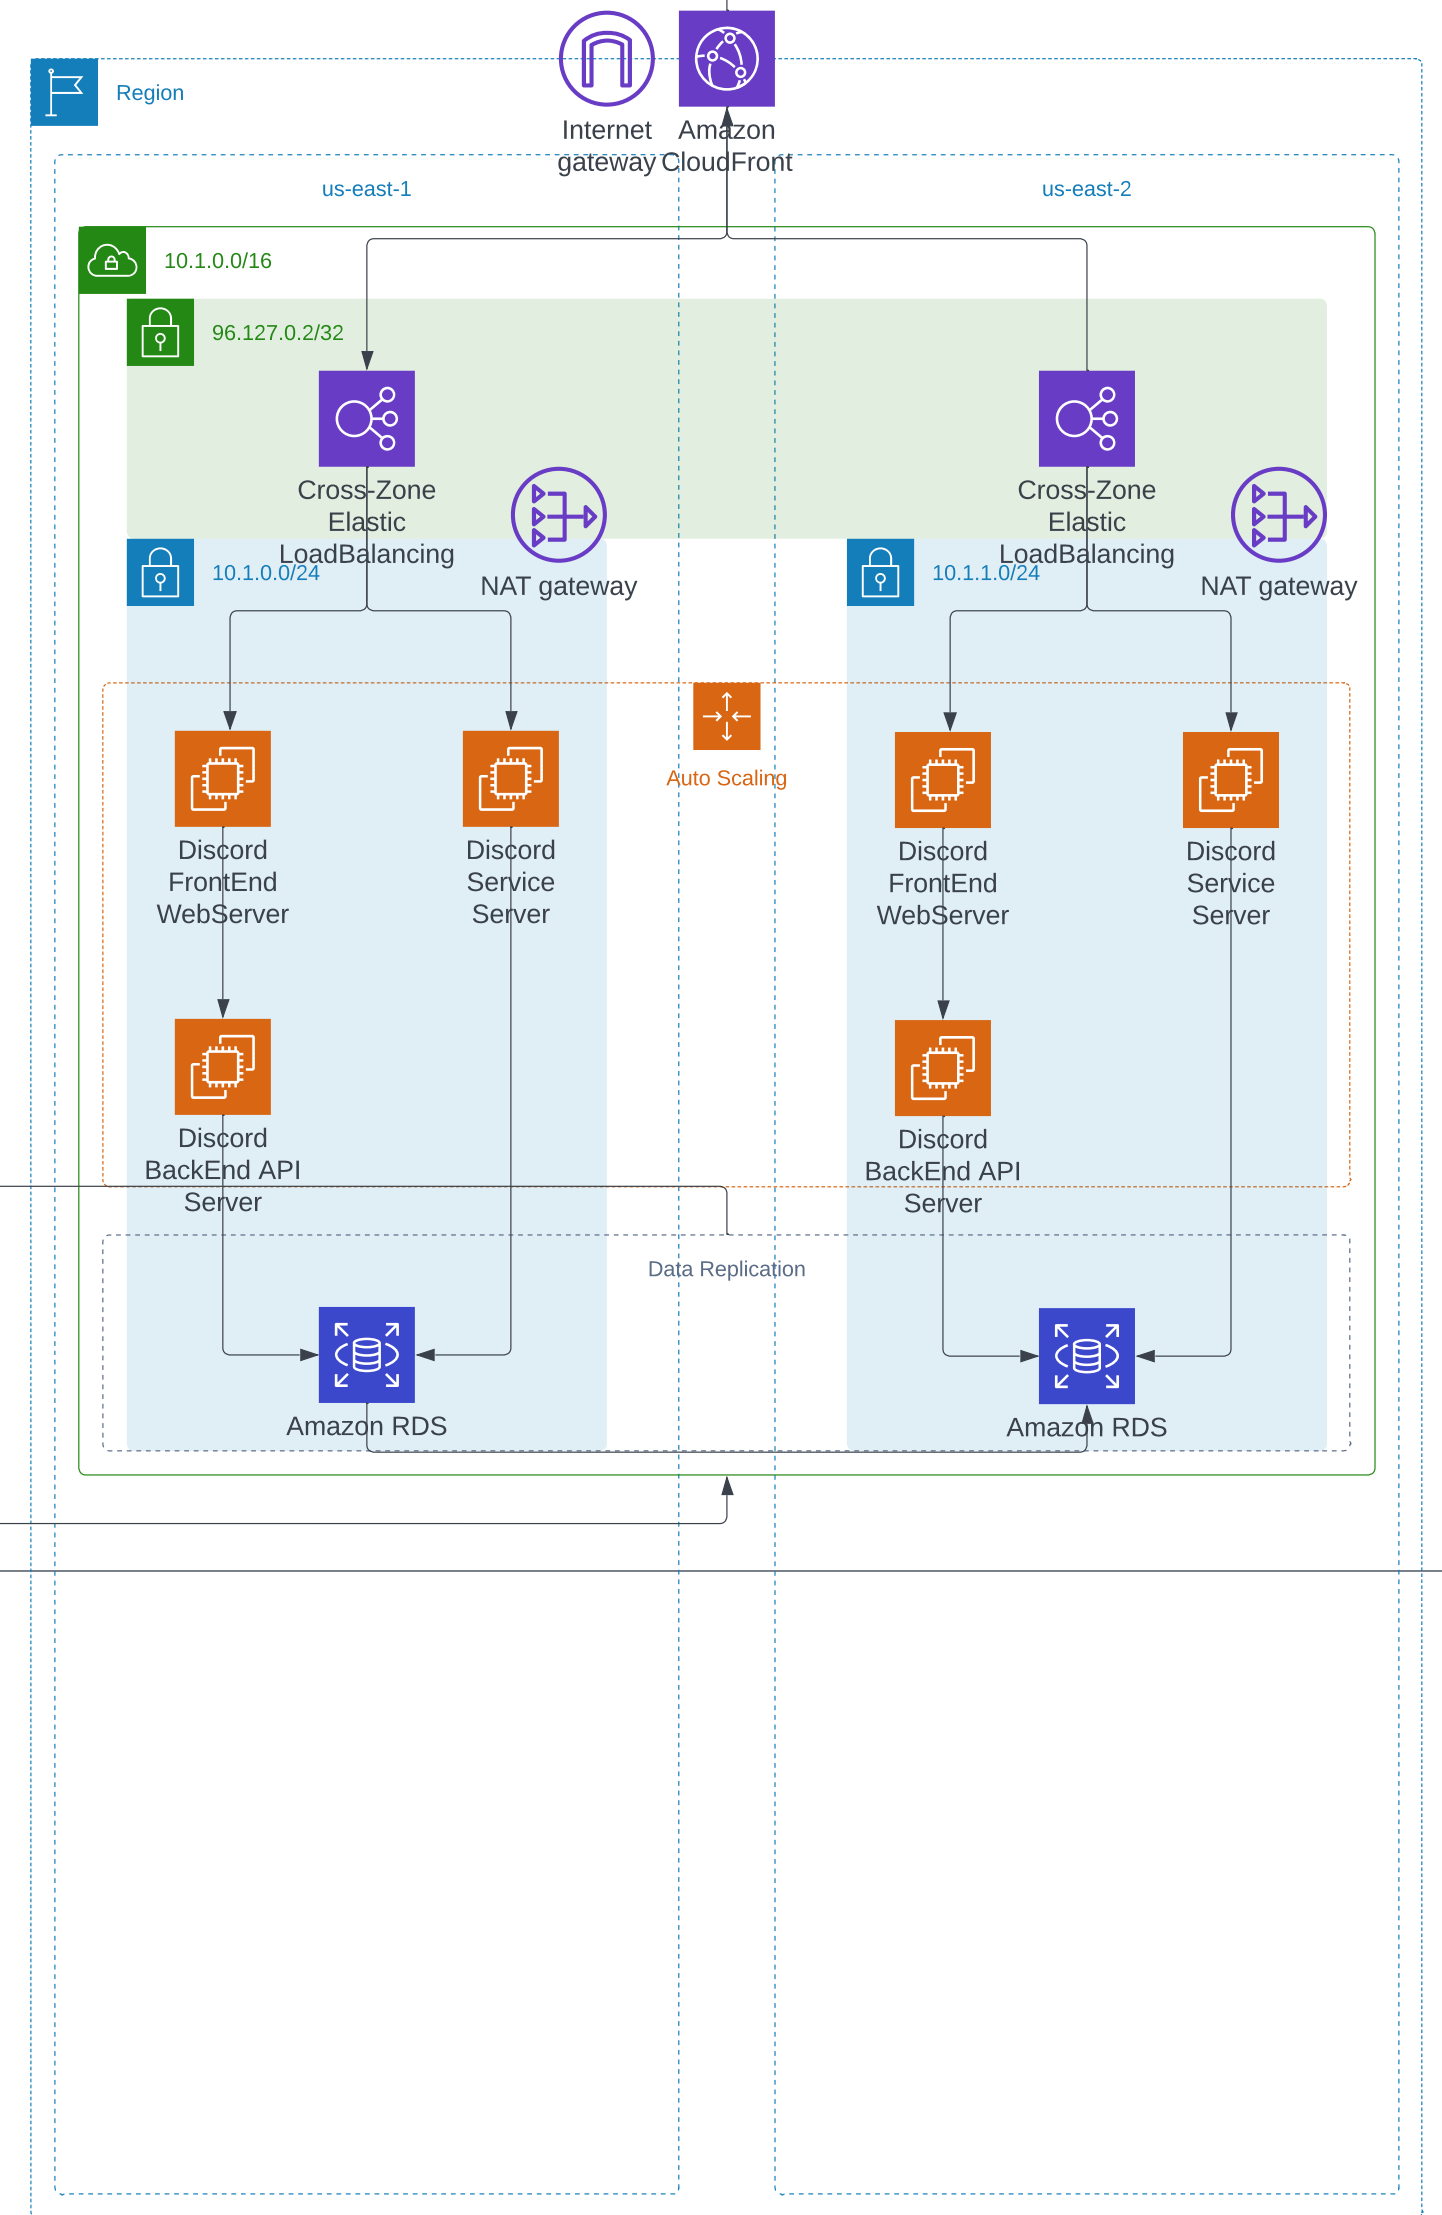 Internet
gateway
Amazon
CloudFront
Region
us-east-1
us-east-2
10.1.0.0/16
96.127.0.2/32
Cross-Zone
Elastic
LoadBalancing
NAT gateway
Cross-Zone
Elastic
LoadBalancing
NAT gateway
10.1.0.0/24
10.1.1.0/24
Auto Scaling
Discord
FrontEnd
WebServer
Discord
Service
Server
Discord
FrontEnd
WebServer
Discord
Service
Server
Discord
BackEnd API
Server
Discord
BackEnd API
Server
Data Replication
Amazon RDS
Amazon RDS